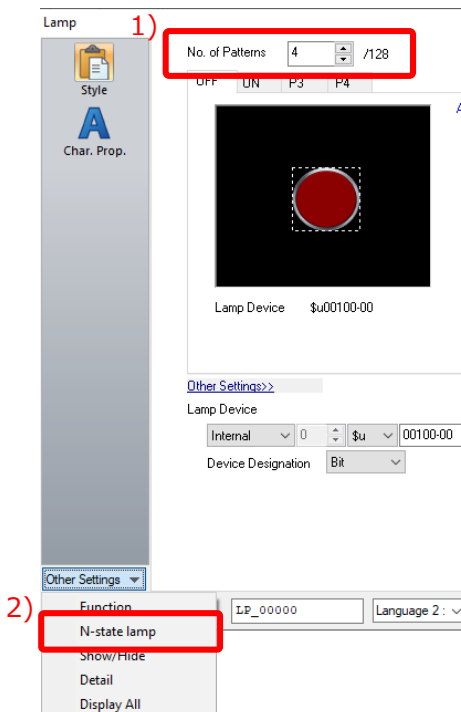 Lamp
1)
No. of Patterns 4 /128
Style
OFF ON P3 P4
A
Char. Prop.
Lamp Device $u00100-00
Other Settings>>
Lamp Device
Internal 0 $u 00100-00
Device Designation Bit
Other Settings
2)
Function
LP_00000 Language 2 :
N-state lamp
Show/Hide
Detail
Display All